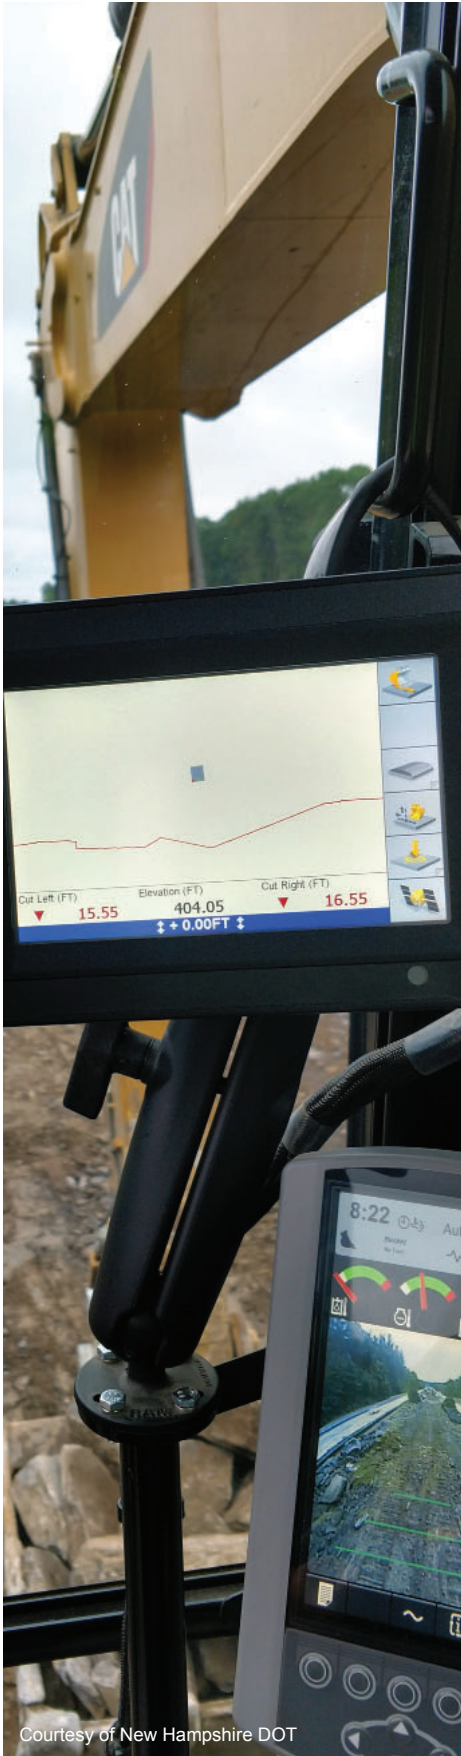 CAT
Cut Left (FT)
Elevation (FT)
Cut Right (FT)
15.55
404.05
16.55
+ 0.00FT
8:22
RAM
Courtesy of New Hampshire DOT